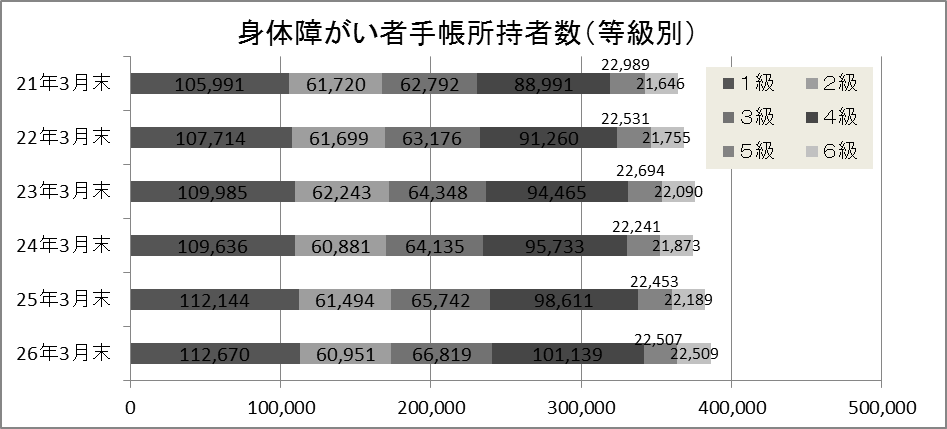 身体障がい者手帳所持者数（等級別）
21年3月末 105,991 61,720 62,792 88,991 22,989 21,646
22年3月末 107,714 61,699 63,176 91,260 22,531 21,755
23年3月末 109,985 62,243 64,348 94,465 22,694 22,090
24年3月末 109,636 60,881 64,135 95,733 22,241 21,873
25年3月末 112,144 61,494 65,742 98,611 22,453 22,189
26年3月末 112,670 60,951 66,819 101,139 22,507 22,509
0 100,000 200,000 300,000 400,000 500,000
１級 ２級
３級 ４級
５級 ６級